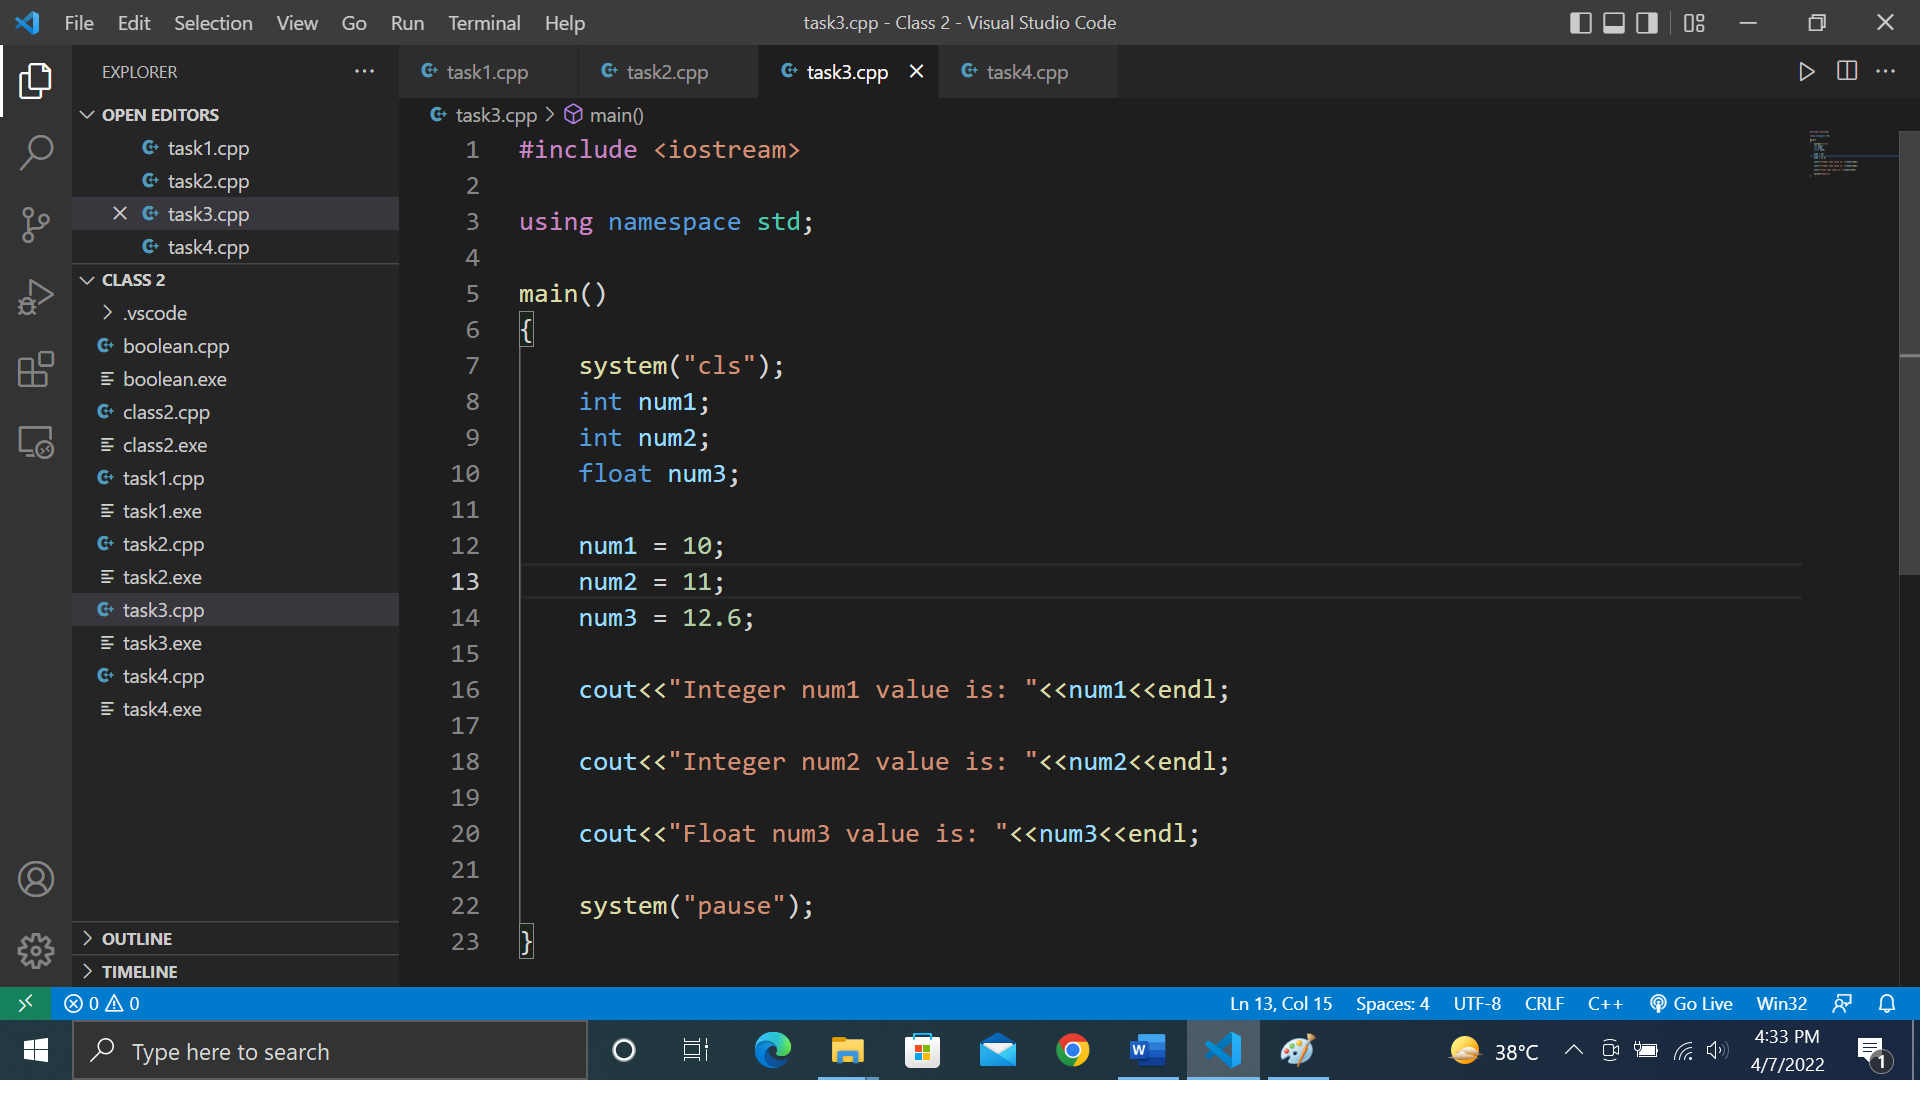 File Edit Selection View Go Run Terminal Help
task3.cpp - Class 2 - Visual Studio Code
EXPLORER
OPEN EDITORS
task1.cpp
task2.cpp
task3.cpp
task4.cpp
CLASS 2
.vscode
boolean.cpp
boolean.exe
class2.cpp
class2.exe
task1.cpp
task1.exe
task2.cpp
task2.exe
task3.cpp
task3.exe
task4.cpp
task4.exe
OUTLINE
TIMELINE
task1.cpp task2.cpp task3.cpp task4.cpp
task3.cpp > main()
1 #include <iostream>
2
3 using namespace std;
4
5 main()
6 {
7     system("cls");
8     int num1;
9     int num2;
10     float num3;
11
12     num1 = 10;
13     num2 = 11;
14     num3 = 12.6;
15
16     cout<<"Integer num1 value is: "<<num1<<endl;
17
18     cout<<"Integer num2 value is: "<<num2<<endl;
19
20     cout<<"Float num3 value is: "<<num3<<endl;
21
22     system("pause");
23 }
0 0
Ln 13, Col 15 Spaces: 4 UTF-8 CRLF C++ Go Live Win32
Type here to search
38°C
4:33 PM
4/7/2022
1